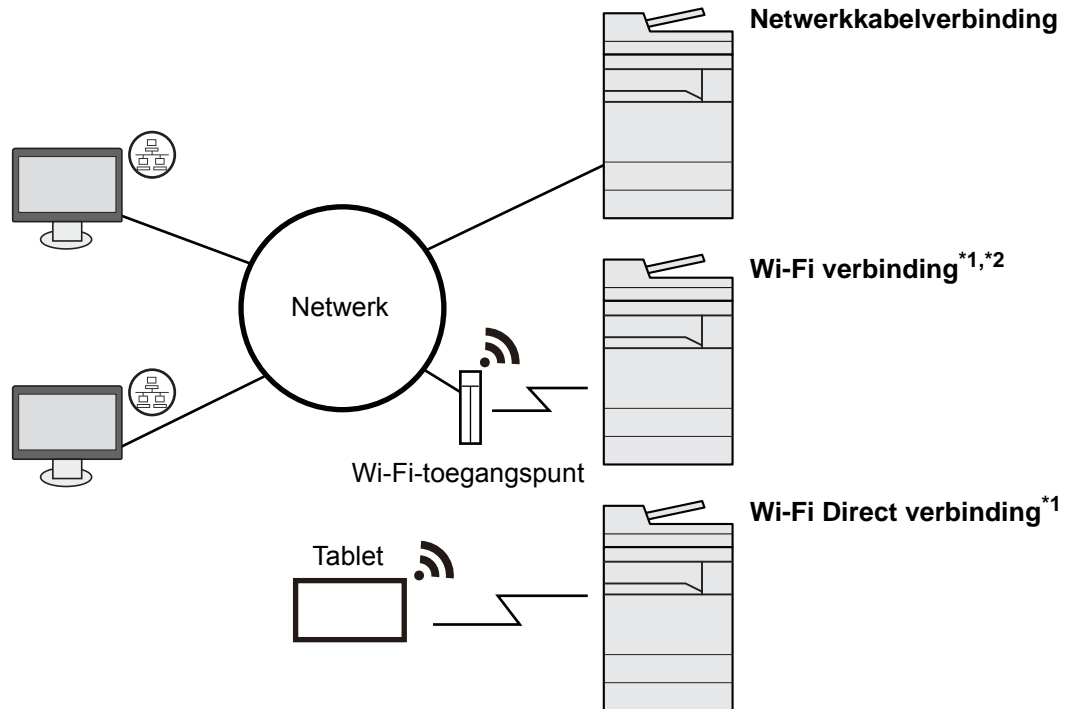 Netwerkkabelverbinding
Netwerk
Wi-Fi verbinding*1,*2
Wi-Fi-toegangspunt
Wi-Fi Direct verbinding*1
Tablet